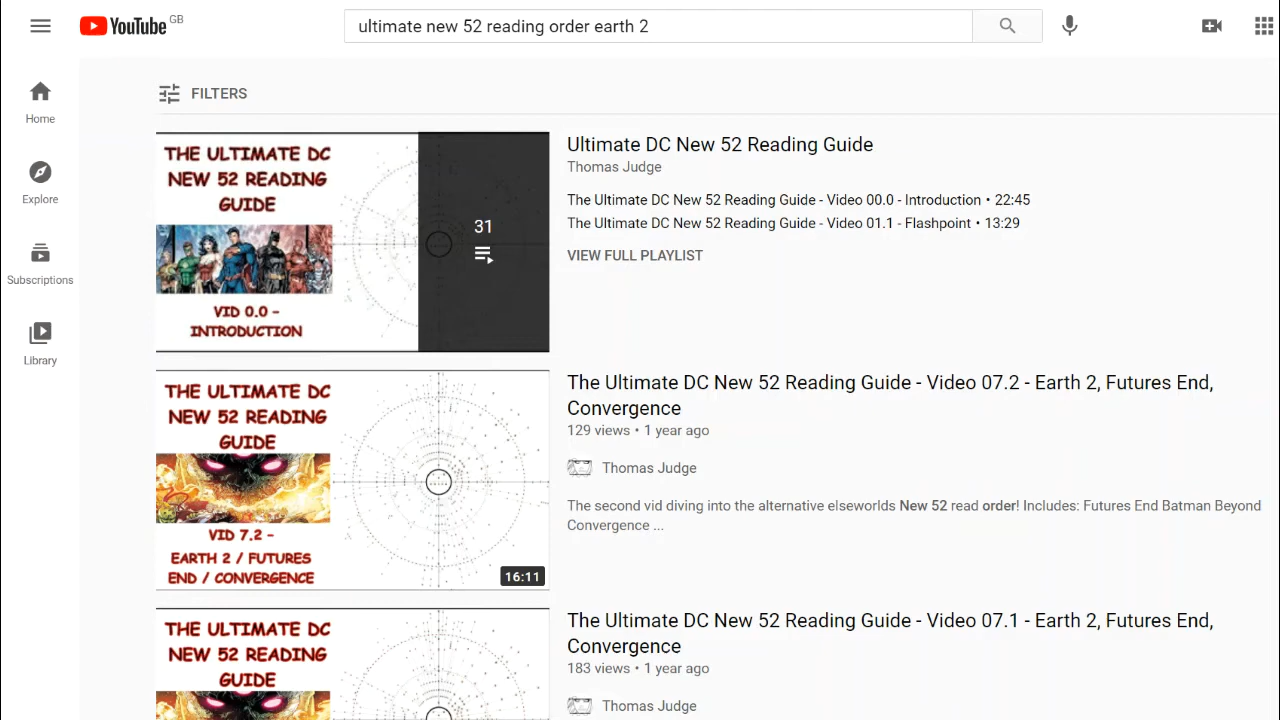 YouTube GB
ultimate new 52 reading order earth 2
Home
Explore
Subscriptions
Library
FILTERS
THE ULTIMATE DC
NEW 52 READING
GUIDE
VID 0.0 -
INTRODUCTION
31
Ultimate DC New 52 Reading Guide
Thomas Judge
The Ultimate DC New 52 Reading Guide - Video 00.0 - Introduction • 22:45
The Ultimate DC New 52 Reading Guide - Video 01.1 - Flashpoint • 13:29
VIEW FULL PLAYLIST
THE ULTIMATE DC
NEW 52 READING
GUIDE
VID 7.2 -
EARTH 2 / FUTURES
END / CONVERGENCE
16:11
The Ultimate DC New 52 Reading Guide - Video 07.2 - Earth 2, Futures End,
Convergence
129 views • 1 year ago
Thomas Judge
The second vid diving into the alternative elseworlds New 52 read order! Includes: Futures End Batman Beyond
Convergence ...
THE ULTIMATE DC
NEW 52 READING
GUIDE
The Ultimate DC New 52 Reading Guide - Video 07.1 - Earth 2, Futures End,
Convergence
183 views • 1 year ago
Thomas Judge